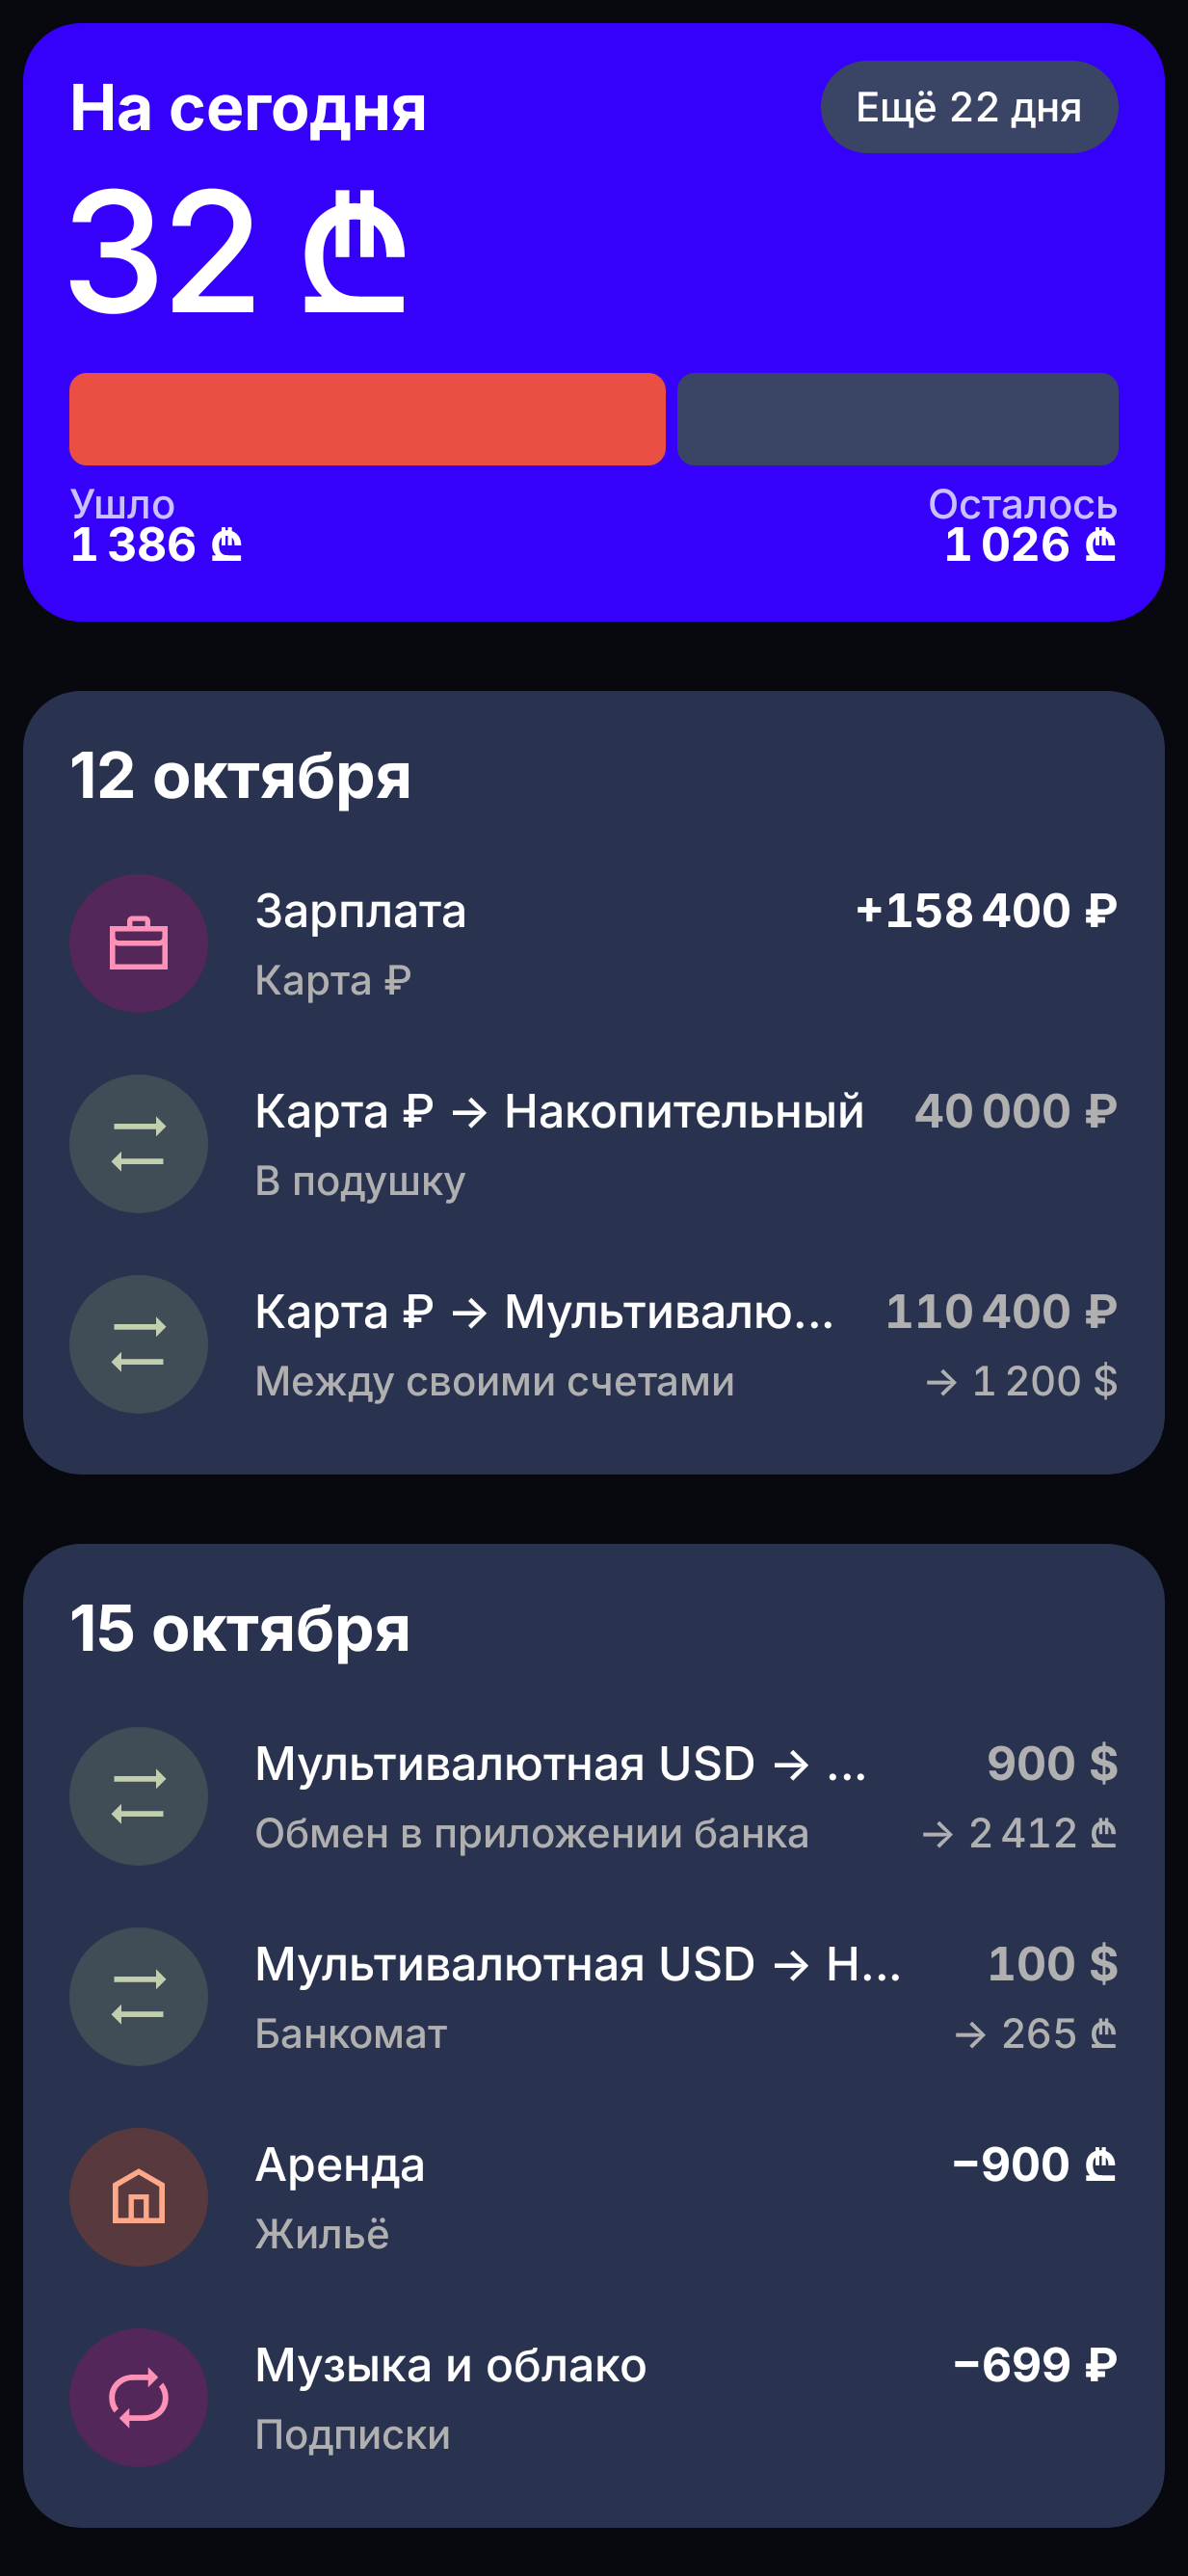 На сегодня
Ещё 22 дня
32 ₾
Ушло
Осталось
1 386 ₾
1 026 ₾
12 октября
Зарплата
+158 400 ₽
Карта ₽
Карта ₽ → Накопительный
40 000 ₽
В подушку
Карта ₽ → Мультивалю...
110 400 ₽
Между своими счетами
→ 1 200 $
15 октября
Мультивалютная USD → ...
900 $
Обмен в приложении банка
→ 2 412 ₾
Мультивалютная USD → Н...
100 $
Банкомат
→ 265 ₾
Аренда
−900 ₾
Жильё
Музыка и облако
−699 ₽
Подписки